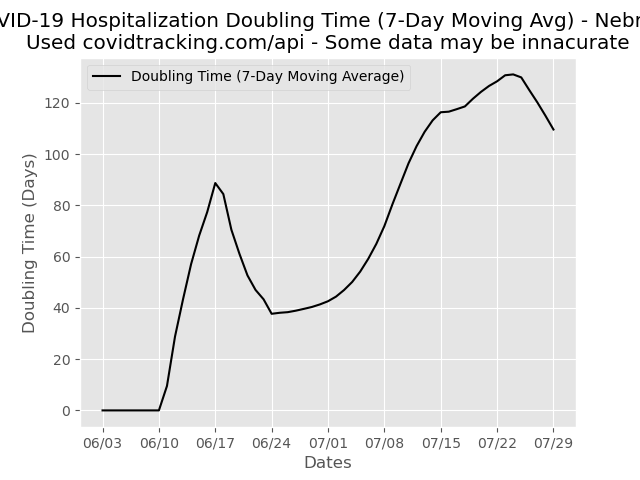 VID-19 Hospitalization Doubling Time (7-Day Moving Avg) - Nebr
Used covidtracking.com/api - Some data may be innacurate
Doubling Time (7-Day Moving Average)
120
100
80
60
40
20
0
Doubling Time (Days)
06/03 06/10 06/17 06/24 07/01 07/08 07/15 07/22 07/29
Dates